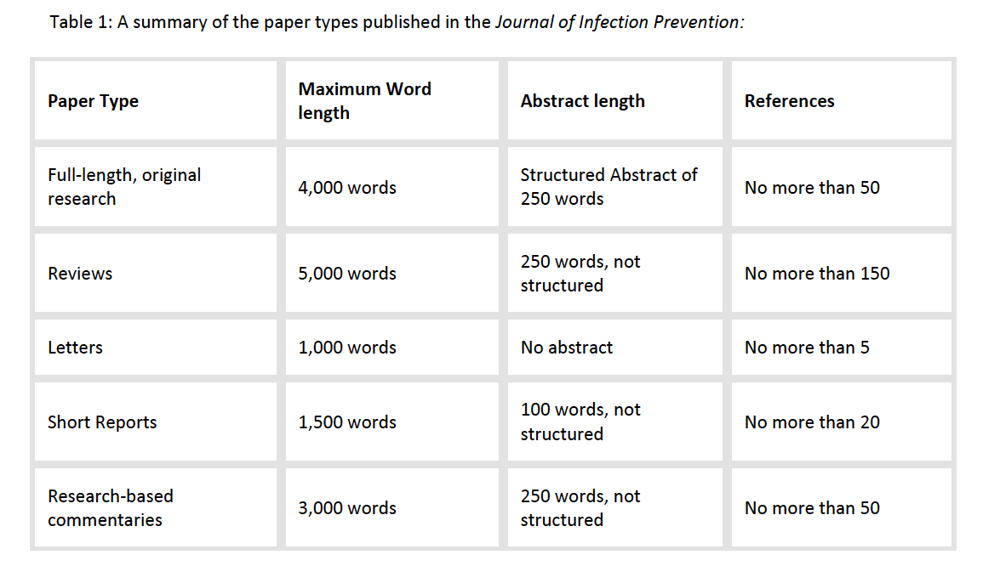 Table 1: A summary of the paper types published in the Journal of Infection Prevention:
Paper Type
Maximum Word
length
Abstract length
References
Full-length, original
research
4,000 words
Structured Abstract of
250 words
No more than 50
Reviews
5,000 words
250 words, not
structured
No more than 150
Letters
1,000 words
No abstract
No more than 5
Short Reports
1,500 words
100 words, not
structured
No more than 20
Research-based
commentaries
3,000 words
250 words, not
structured
No more than 50